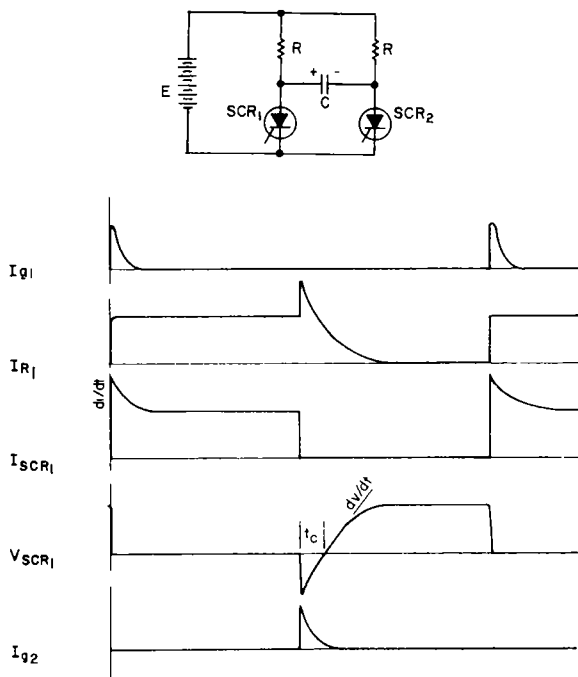 R R
+ -
E C
SCR1 SCR2
Ig1
IR1
di/dt
ISCR1
dv/dt
tc
VSCR1
Ig2